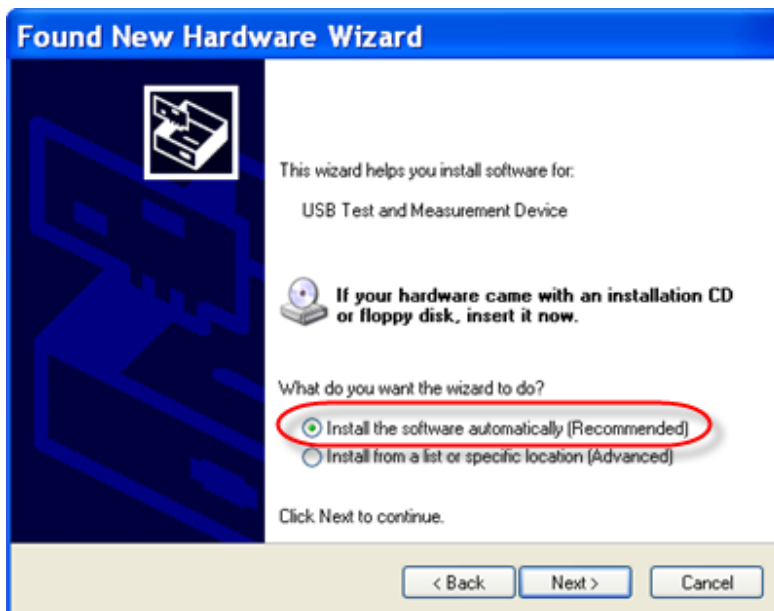 Found New Hardware Wizard
This wizard helps you install software for:
USB Test and Measurement Device
If your hardware came with an installation CD
or floppy disk, insert it now.
What do you want the wizard to do?
Install the software automatically (Recommended)
Install from a list or specific location (Advanced)
Click Next to continue.
< Back Next > Cancel